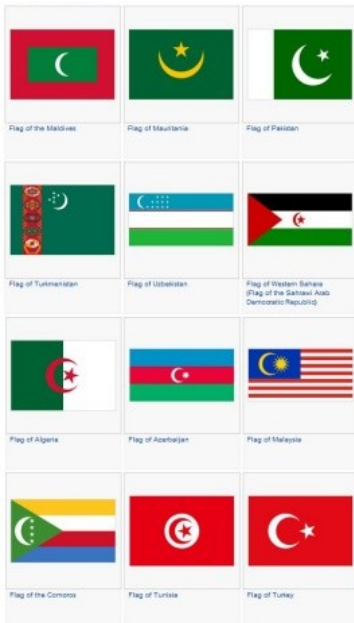 Flag of the Maldives
Flag of Mauritania
Flag of Pakistan
Flag of Turkmenistan
Flag of Uzbekistan
Flag of Western Sahara
(Flag of the Sahrawi Arab
Democratic Republic)
Flag of Algeria
Flag of Azerbaijan
Flag of Malaysia
Flag of the Comoros
Flag of Tunisia
Flag of Turkey